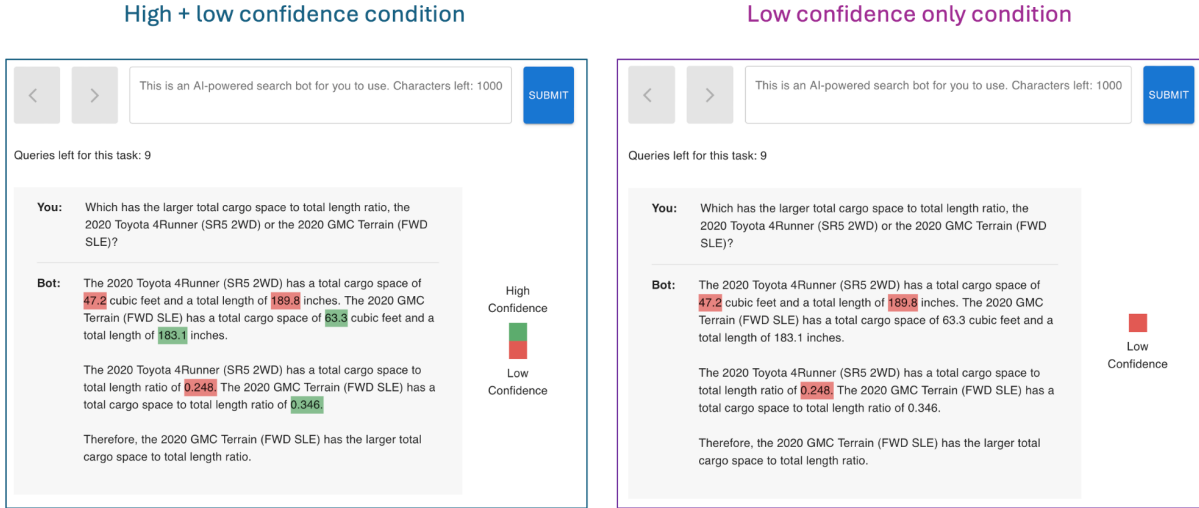 High + low confidence condition
This is an AI-powered search bot for you to use. Characters left: 1000
SUBMIT
Queries left for this task: 9
You:
Which has the larger total cargo space to total length ratio, the
2020 Toyota 4Runner (SR5 2WD) or the 2020 GMC Terrain (FWD
SLE)?
Bot:
The 2020 Toyota 4Runner (SR5 2WD) has a total cargo space of
47.2 cubic feet and a total length of 189.8 inches. The 2020 GMC
Terrain (FWD SLE) has a total cargo space of 63.3 cubic feet and a
total length of 183.1 inches.
The 2020 Toyota 4Runner (SR5 2WD) has a total cargo space to
total length ratio of 0.248. The 2020 GMC Terrain (FWD SLE) has a
total cargo space to total length ratio of 0.346.
Therefore, the 2020 GMC Terrain (FWD SLE) has the larger total
cargo space to total length ratio.
High
Confidence
Low
Confidence
Low confidence only condition
This is an AI-powered search bot for you to use. Characters left: 1000
SUBMIT
Queries left for this task: 9
You:
Which has the larger total cargo space to total length ratio, the
2020 Toyota 4Runner (SR5 2WD) or the 2020 GMC Terrain (FWD
SLE)?
Bot:
The 2020 Toyota 4Runner (SR5 2WD) has a total cargo space of
47.2 cubic feet and a total length of 189.8 inches. The 2020 GMC
Terrain (FWD SLE) has a total cargo space of 63.3 cubic feet and a
total length of 183.1 inches.
The 2020 Toyota 4Runner (SR5 2WD) has a total cargo space to
total length ratio of 0.248. The 2020 GMC Terrain (FWD SLE) has a
total cargo space to total length ratio of 0.346.
Therefore, the 2020 GMC Terrain (FWD SLE) has the larger total
cargo space to total length ratio.
Low
Confidence